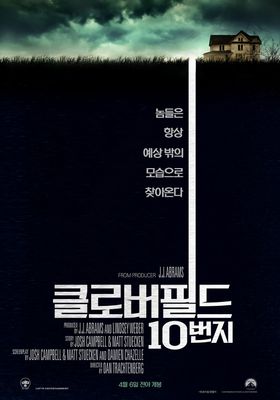 놈들은
항상
예상 밖의
모습으로
찾아온다
FROM PRODUCER J.J. ABRAMS
클로버필드
10번지
PRODUCED BY J.J. ABRAMS AND LINDSEY WEBER
STORY BY JOSH CAMPBELL & MATT STUECKEN
SCREENPLAY BY JOSH CAMPBELL & MATT STUECKEN AND DAMIEN CHAZELLE
DIRECTED BY DAN TRACHTENBERG
4월 6일 전야 개봉